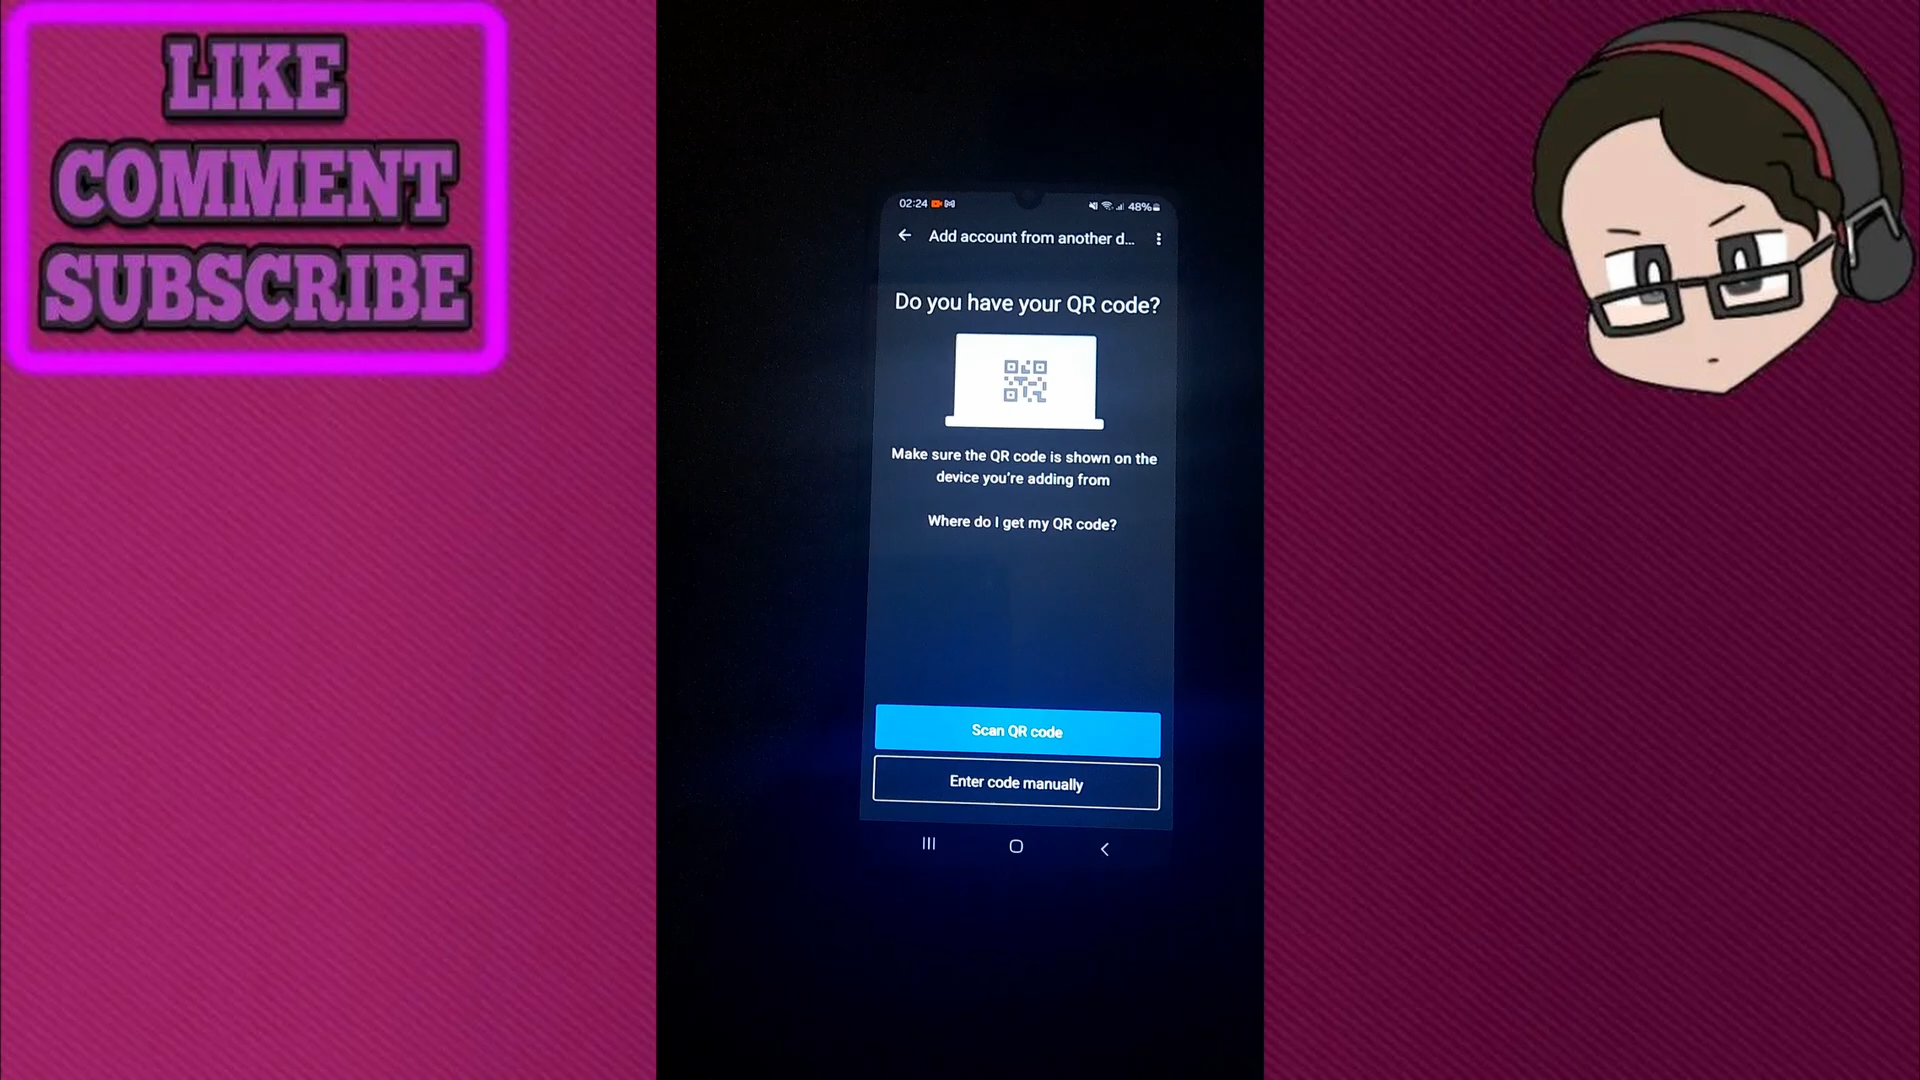 LIKE
COMMENT
SUBSCRIBE
02:24
48%
Add account from another d...
Do you have your QR code?
Make sure the QR code is shown on the
device you're adding from
Where do I get my QR code?
Scan QR code
Enter code manually